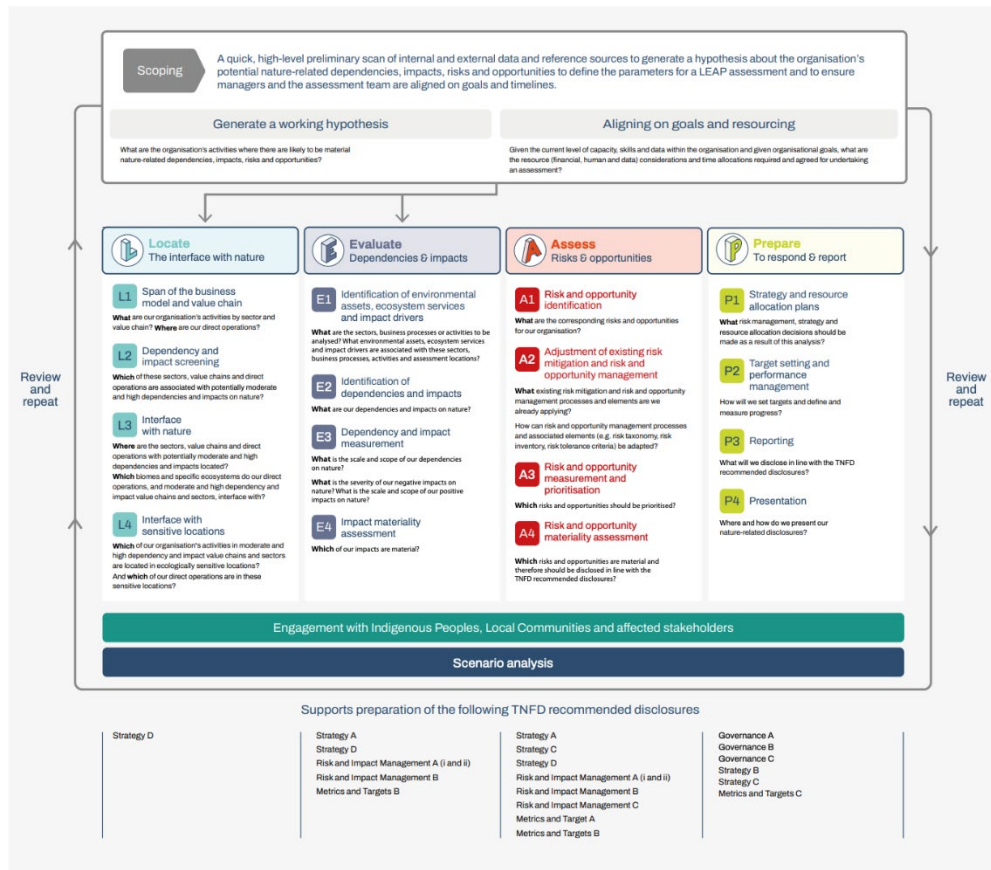 Scoping
A quick, high-level preliminary scan of internal and external data and reference sources to generate a hypothesis about the organisation's
potential nature-related dependencies, impacts, risks and opportunities to define the parameters for a LEAP assessment and to ensure
managers and the assessment team are aligned on goals and timelines.
Generate a working hypothesis
What are the organisation's activities where there are likely to be material
nature-related dependencies, impacts, risks and opportunities?
Aligning on goals and resourcing
Given the current level of capacity, skills and data within the organisation and given organisational goals, what are
the resource (financial, human and data) considerations and time allocations required and agreed for undertaking
an assessment?
Review
and
repeat
L
Locate
The interface with nature
L1
Span of the business
model and value chain
What are our organisation's activities by sector and
value chain? Where are our direct operations?
L2
Dependency and
impact screening
Which of these sectors, value chains and direct
operations are associated with potentially moderate
and high dependencies and impacts on nature?
L3
Interface
with nature
Where are the sectors, value chains and direct
operations with potentially moderate and high
dependencies and impacts located?
Which biomes and specific ecosystems do our direct
operations, and moderate and high dependency and
impact value chains and sectors, interface with?
L4
Interface with
sensitive locations
Which of our organisation's activities in moderate and
high dependency and impact value chains and sectors
are located in ecologically sensitive locations?
And which of our direct operations are in these
sensitive locations?
E
Evaluate
Dependencies & impacts
E1
Identification of environmental
assets, ecosystem services
and impact drivers
What are the sectors, business processes or activities to be
analysed? What environmental assets, ecosystem services
and impact drivers are associated with these sectors,
business processes, activities and assessment locations?
E2
Identification of
dependencies and impacts
What are our dependencies and impacts on nature?
E3
Dependency and impact
measurement
What is the scale and scope of our dependencies
on nature?
What is the severity of our negative impacts on
nature? What is the scale and scope of our positive
impacts on nature?
E4
Impact materiality
assessment
Which of our impacts are material?
A
Assess
Risks & opportunities
A1
Risk and opportunity
identification
What are the corresponding risks and opportunities
for our organisation?
A2
Adjustment of existing risk
mitigation and risk and
opportunity management
What existing risk mitigation and risk and opportunity
management processes and elements are we
already applying?
How can risk and opportunity management processes
and associated elements (e.g. risk taxonomy, risk
inventory, risk tolerance criteria) be adapted?
A3
Risk and opportunity
measurement and
prioritisation
Which risks and opportunities should be prioritised?
A4
Risk and opportunity
materiality assessment
Which risks and opportunities are material and
therefore should be disclosed in line with the
TNFD recommended disclosures?
P
Prepare
To respond & report
P1
Strategy and resource
allocation plans
What risk management, strategy and
resource allocation decisions should be
made as a result of this analysis?
P2
Target setting and
performance
management
How will we set targets and define and
measure progress?
P3
Reporting
What will we disclose in line with the TNFD
recommended disclosures?
P4
Presentation
Where and how do we present our
nature-related disclosures?
Review
and
repeat
Engagement with Indigenous Peoples, Local Communities and affected stakeholders
Scenario analysis
Supports preparation of the following TNFD recommended disclosures
Strategy D
Strategy A
Strategy D
Risk and Impact Management A (i and ii)
Risk and Impact Management B
Metrics and Targets B
Strategy A
Strategy C
Strategy D
Risk and Impact Management A (i and ii)
Risk and Impact Management B
Risk and Impact Management C
Metrics and Target A
Metrics and Targets B
Governance A
Governance B
Governance C
Strategy B
Strategy C
Metrics and Targets C